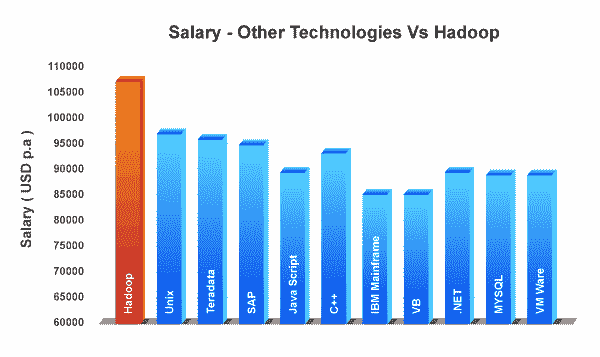 Salary - Other Technologies Vs Hadoop
Salary ( USD p.a )
110000
105000
100000
95000
90000
85000
80000
75000
70000
65000
60000
Hadoop
Unix
Teradata
SAP
Java Script
C++
IBM Mainframe
VB
.NET
MYSQL
VM Ware